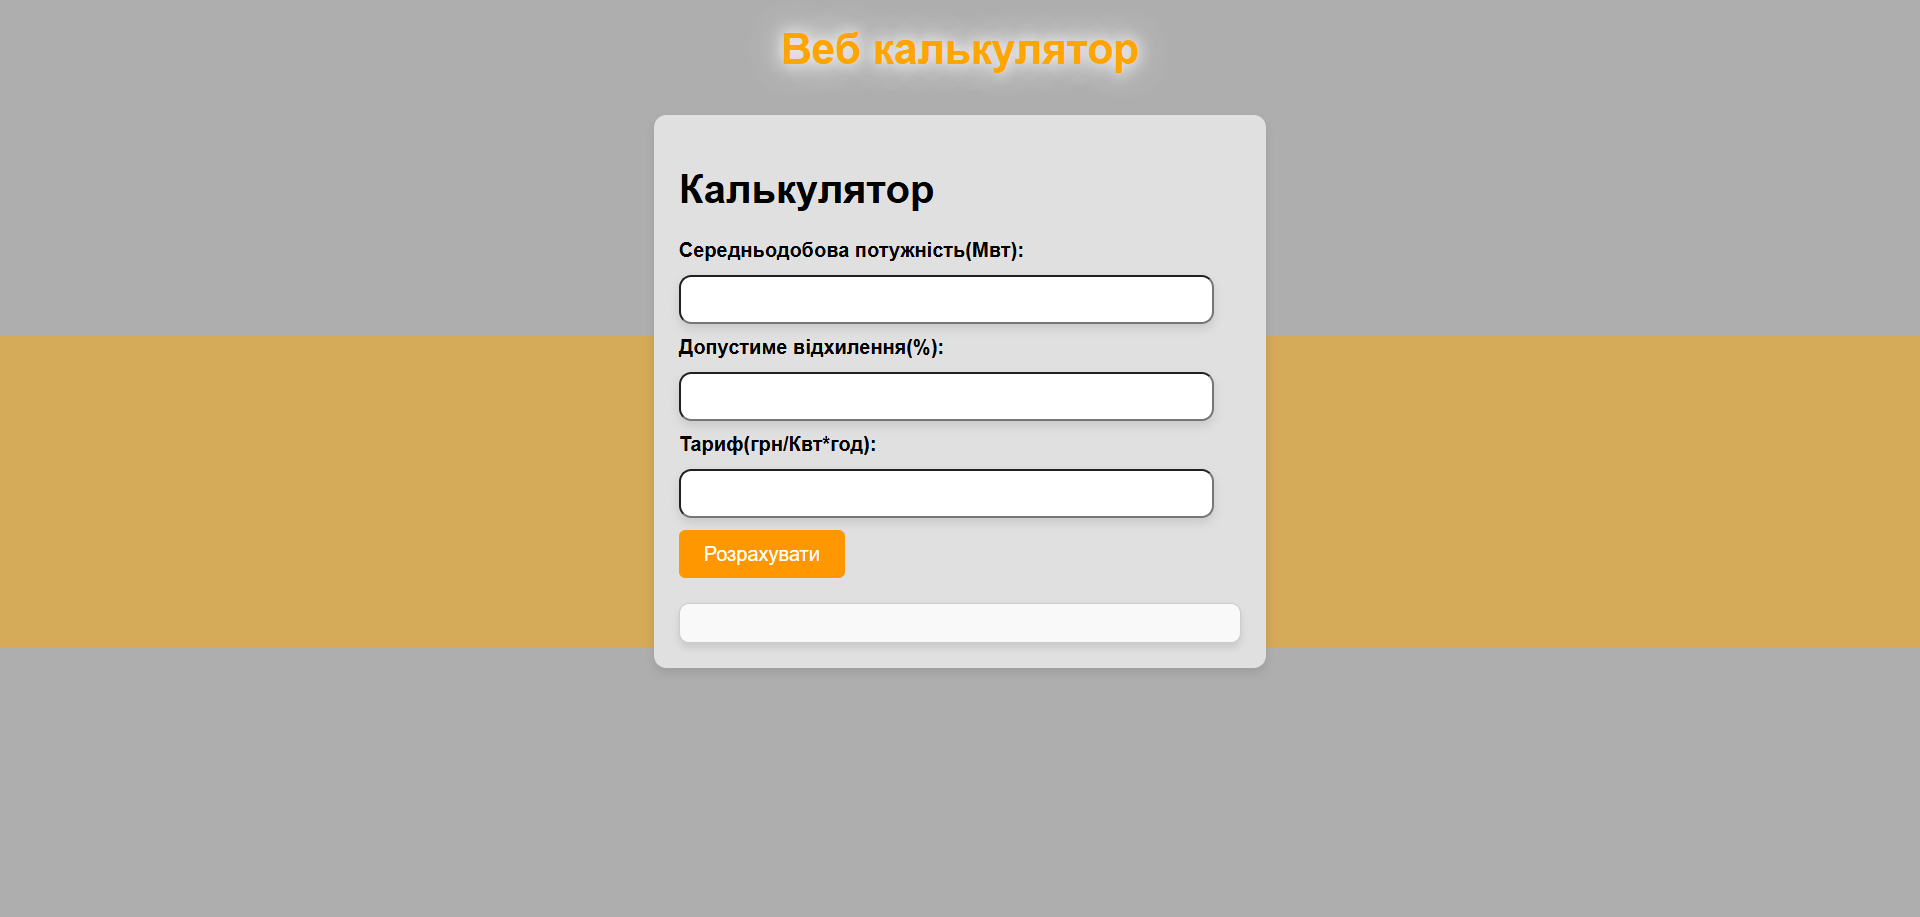 Веб калькулятор
Калькулятор
Середньодобова потужність(Мвт):
Допустиме відхилення(%):
Тариф(грн/Квт*год):
Розрахувати